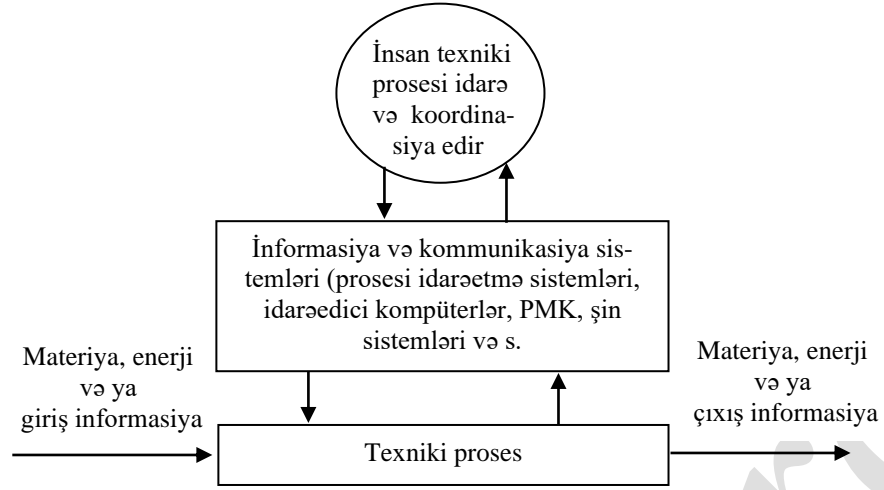 İnsan texniki
prosesi idarə
və koordina-
siya edir
İnformasiya və kommunikasiya sis-
temləri (prosesi idarəetmə sistemləri,
idarəedici kompüterlər, PMK, şin
sistemləri və s.
Materiya, enerji
və ya
giriş informasiya
Texniki proses
Materiya, enerji
və ya
çıxış informasiya